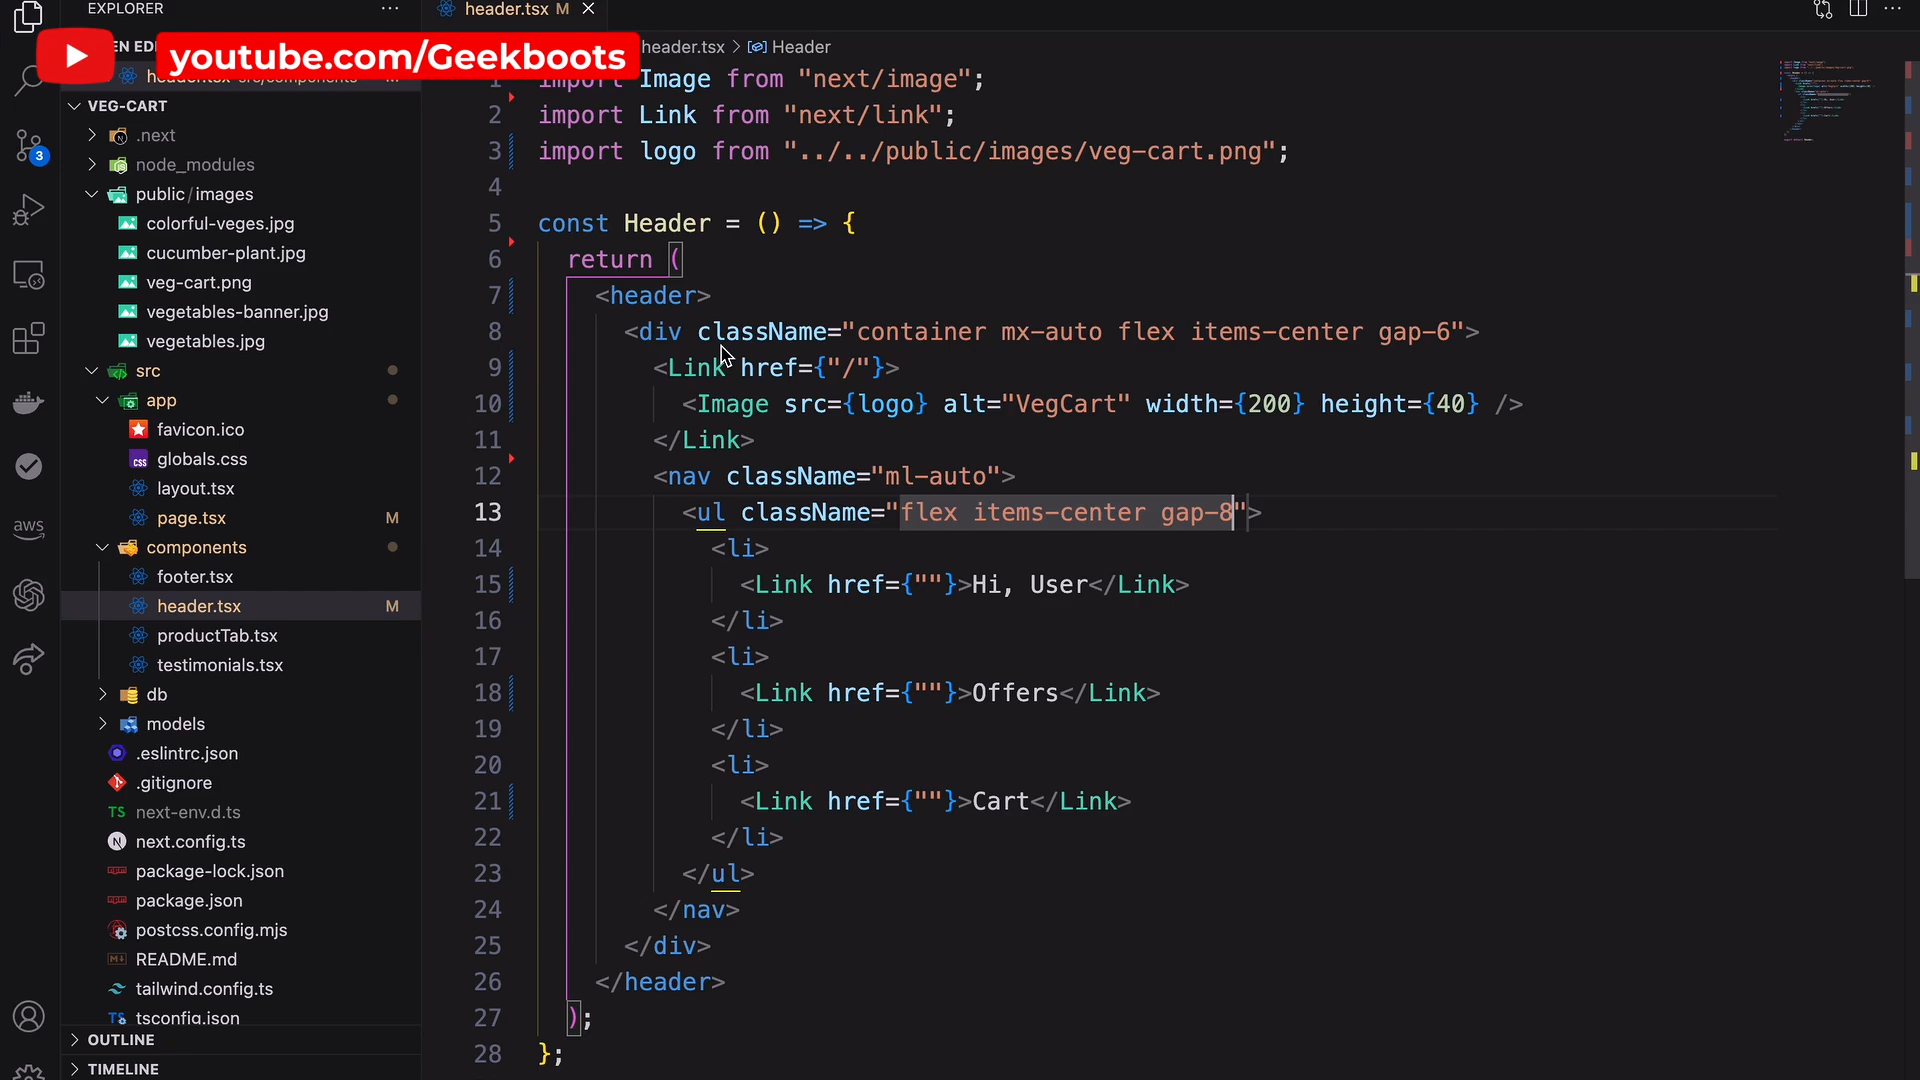 EXPLORER
header.tsx M
youtube.com/Geekboots
header.tsx > Header
VEG-CART
.next
node_modules
public/images
colorful-veges.jpg
cucumber-plant.jpg
veg-cart.png
vegetables-banner.jpg
vegetables.jpg
src
app
favicon.ico
globals.css
layout.tsx
page.tsx M
components
footer.tsx
header.tsx M
productTab.tsx
testimonials.tsx
db
models
.eslintrc.json
.gitignore
TS next-env.d.ts
next.config.ts
package-lock.json
package.json
postcss.config.mjs
README.md
tailwind.config.ts
tsconfig.json
OUTLINE
TIMELINE
3
aws
1 import Image from "next/image";
2 import Link from "next/link";
3 import logo from "../../public/images/veg-cart.png";
4
5 const Header = () => {
6 return (
7 <header>
8 <div className="container mx-auto flex items-center gap-6">
9 <Link href={"/"}>
10 <Image src={logo} alt="VegCart" width={200} height={40} />
11 </Link>
12 <nav className="ml-auto">
13 <ul className="flex items-center gap-8">
14 <li>
15 <Link href={""}>Hi, User</Link>
16 </li>
17 <li>
18 <Link href={""}>Offers</Link>
19 </li>
20 <li>
21 <Link href={""}>Cart</Link>
22 </li>
23 </ul>
24 </nav>
25 </div>
26 </header>
27 );
28 };